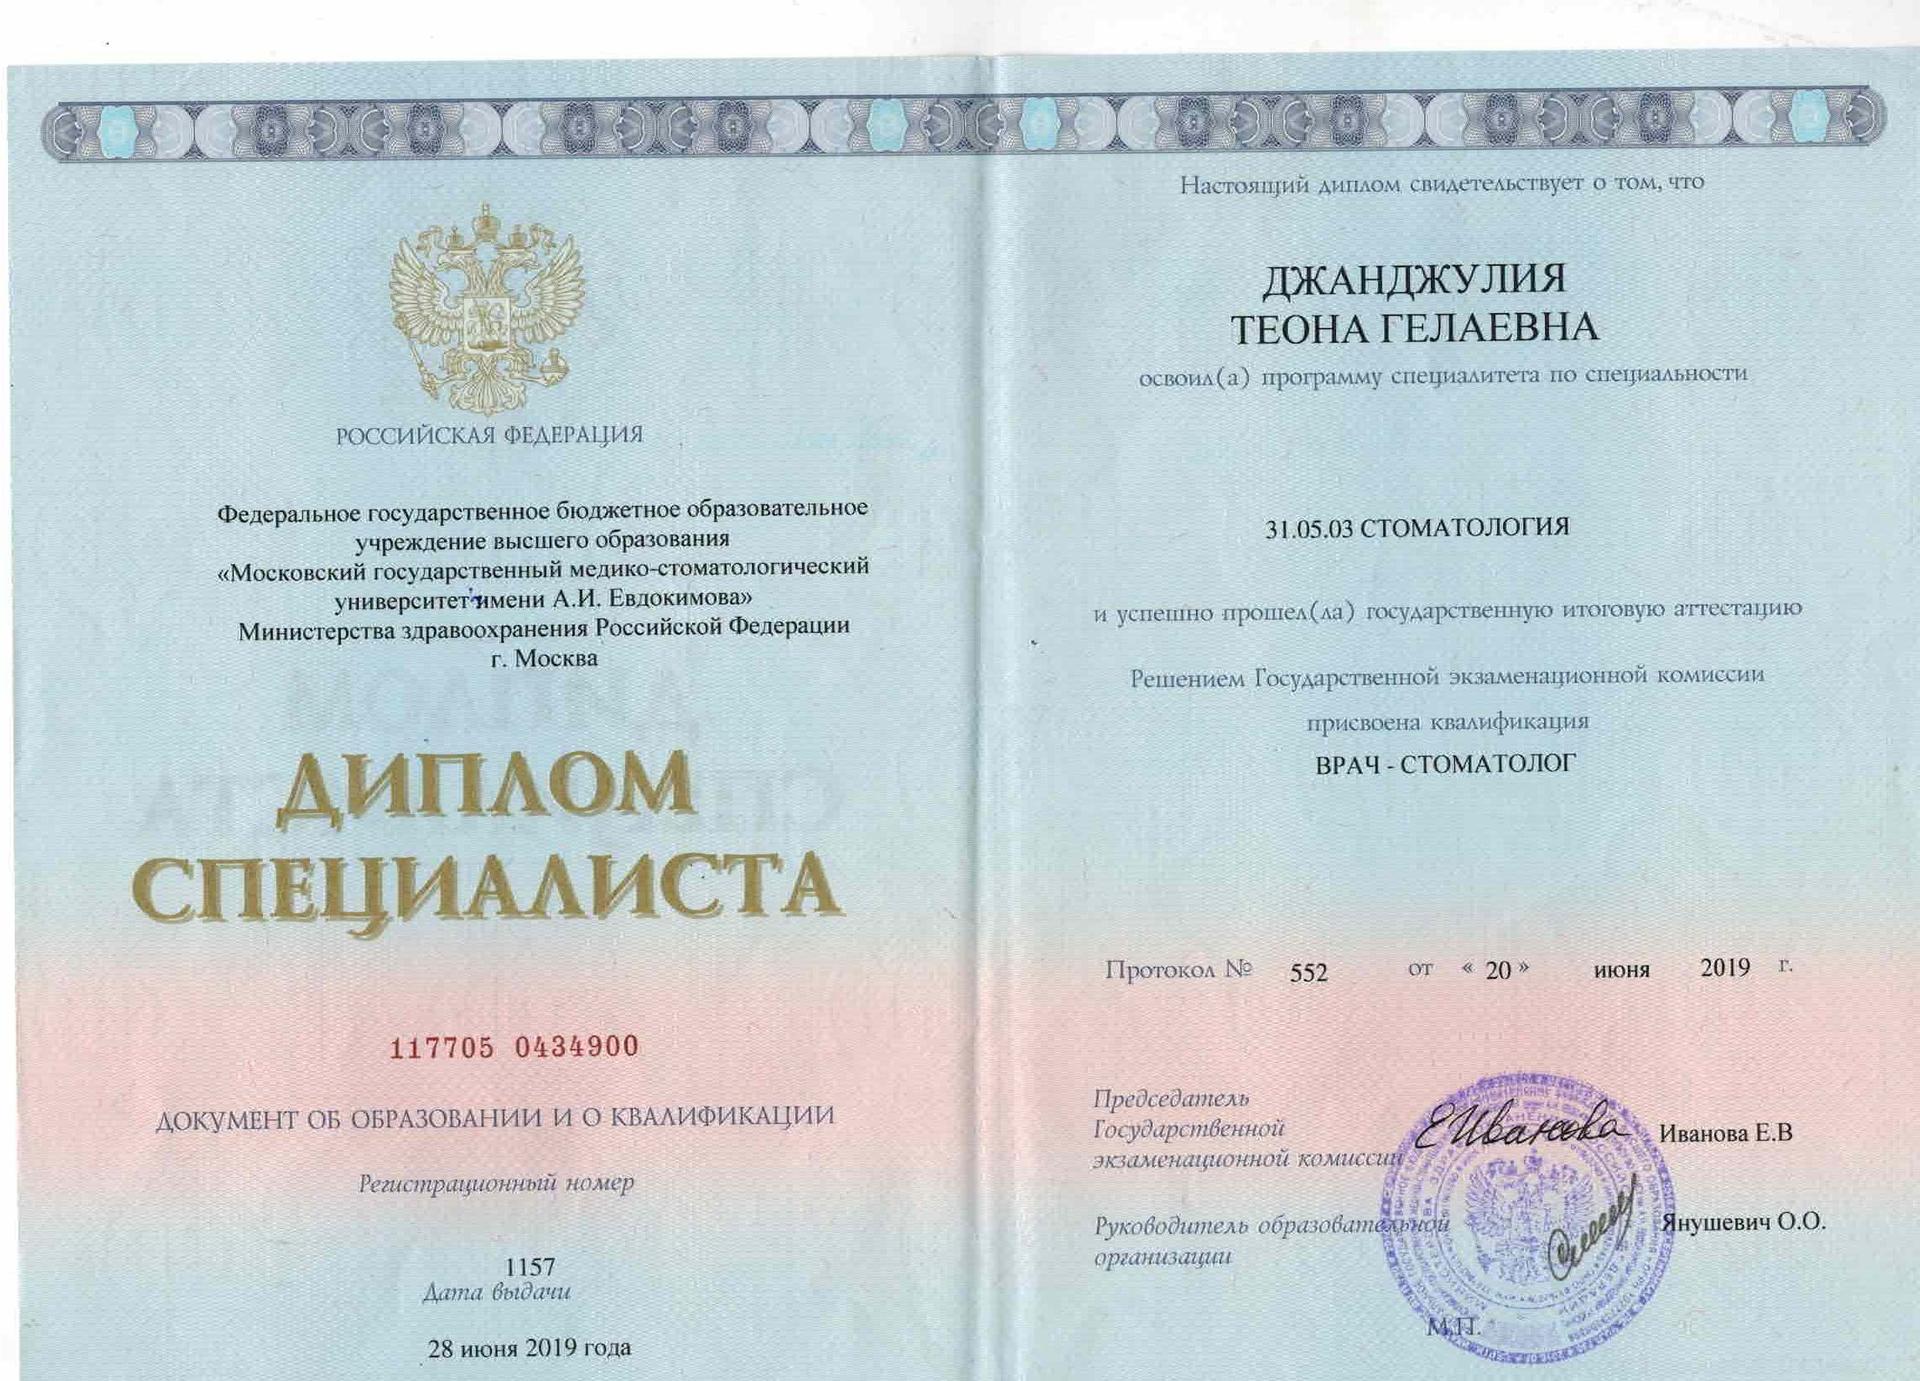 РОССИЙСКАЯ ФЕДЕРАЦИЯ
Федеральное государственное бюджетное образовательное
учреждение высшего образования
«Московский государственный медико-стоматологический
университет имени А.И. Евдокимова»
Министерства здравоохранения Российской Федерации
г. Москва
ДИПЛОМ
СПЕЦИАЛИСТА
117705 0434900
ДОКУМЕНТ ОБ ОБРАЗОВАНИИ И О КВАЛИФИКАЦИИ
Регистрационный номер
1157
Дата выдачи
28 июня 2019 года
Настоящий диплом свидетельствует о том, что
ДЖАНДЖУЛИЯ
ТЕОНА ГЕЛАЕВНА
освоил(а) программу специалитета по специальности
31.05.03 СТОМАТОЛОГИЯ
и успешно прошел(ла) государственную итоговую аттестацию
Решением Государственной экзаменационной комиссии
присвоена квалификация
ВРАЧ - СТОМАТОЛОГ
Протокол № 552 от « 20 » июня 2019 г.
Председатель
Государственной
экзаменационной комиссии ЕИванова Иванова Е.В
Руководитель образовательной Янушевич О.О.
организации
М.П.